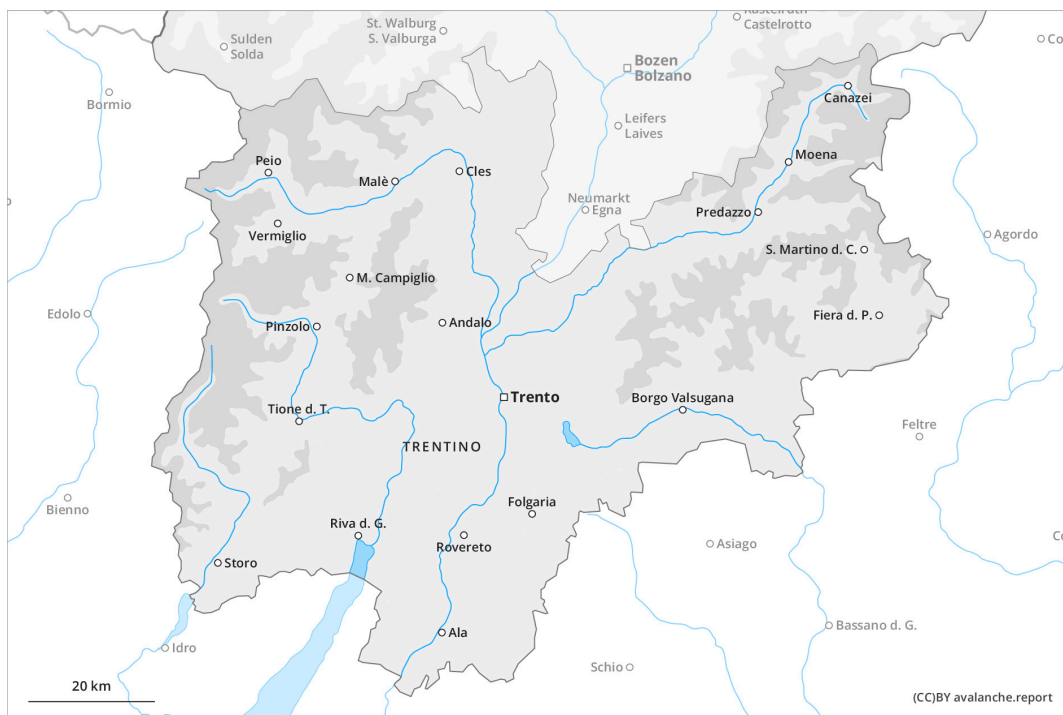 Kastelruth
Castelrotto
St. Walburg
S. Valburga
Sulden
Solda
Bozen
Bolzano
Bormio
Canazei
Leifers
Laives
Moena
Peio
Malè
Cles
Neumarkt
Egna
Predazzo
Vermiglio
S. Martino d. C.
Agordo
M. Campiglio
Edolo
Pinzolo
Andalo
Fiera d. P.
Trento
Borgo Valsugana
Tione d. T.
Feltre
TRENTINO
Bienno
Folgaria
Riva d. G.
Rovereto
Asiago
Storo
Ala
Bassano d. G.
Idro
Schio
20 km
(CC)BY avalanche.report